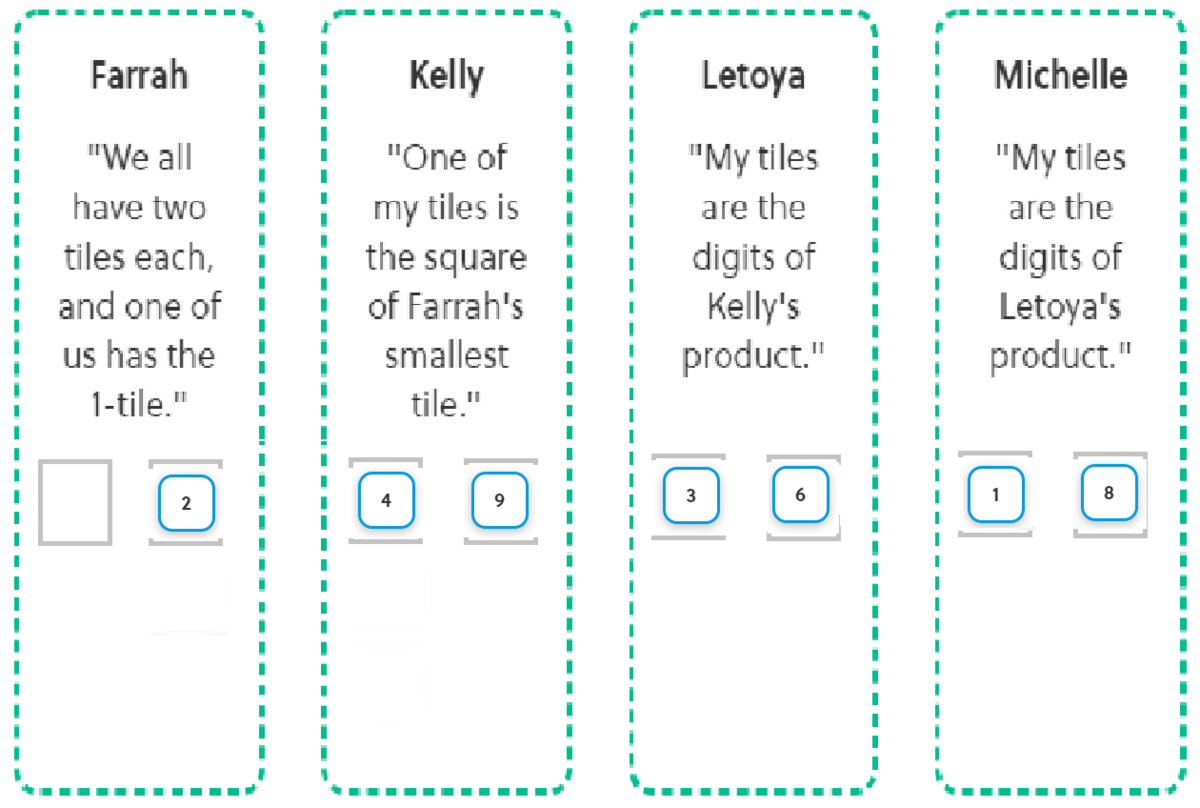 Farrah
"We all
have two
tiles each,
and one of
us has the
1-tile."
2
Kelly
"One of
my tiles is
the square
of Farrah's
smallest
tile."
4 9
Letoya
"My tiles
are the
digits of
Kelly's
product."
3 6
Michelle
"My tiles
are the
digits of
Letoya's
product."
1 8